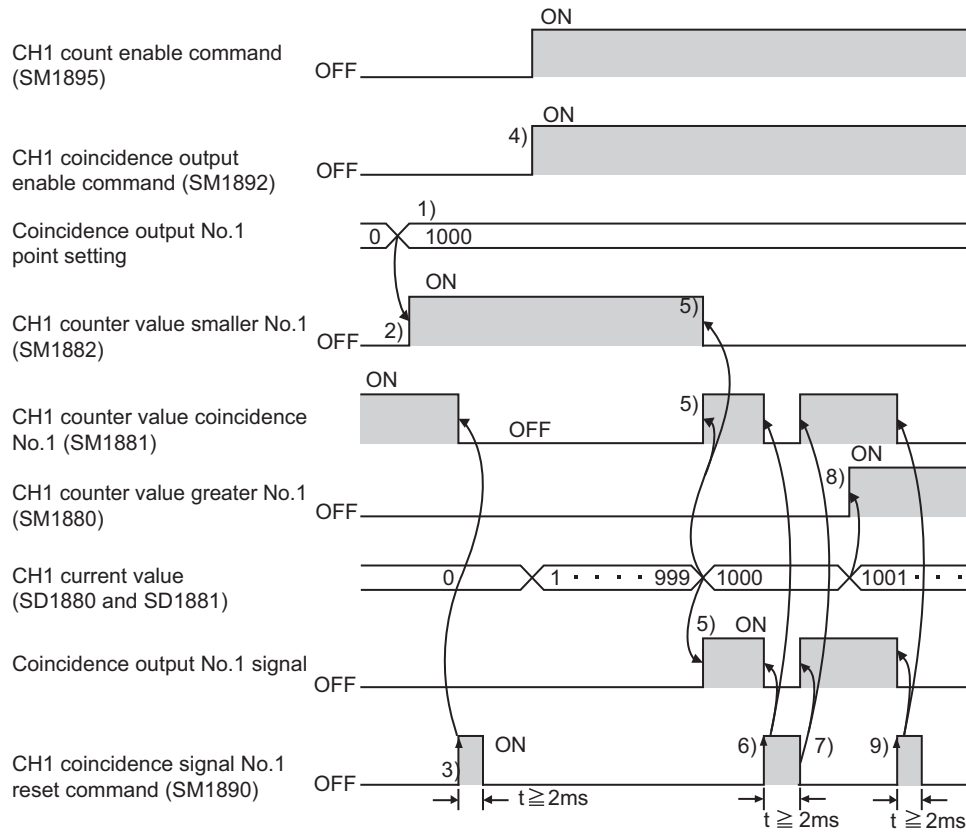 ON
CH1 count enable command
(SM1895)
OFF
ON
4)
CH1 coincidence output
enable command (SM1892)
OFF
1)
Coincidence output No.1
point setting
0
1000
ON
CH1 counter value smaller No.1
(SM1882)
OFF
2)
5)
ON
CH1 counter value coincidence
No.1 (SM1881)
OFF
5)
ON
CH1 counter value greater No.1
(SM1880)
OFF
8)
CH1 current value
(SD1880 and SD1881)
0
1 · · · · 999
1000
1001 · · · ·
5)
ON
Coincidence output No.1 signal
OFF
CH1 coincidence signal No.1
reset command (SM1890)
OFF
3)
ON
6)
7)
9)
t ≧ 2ms
t ≧ 2ms
t ≧ 2ms